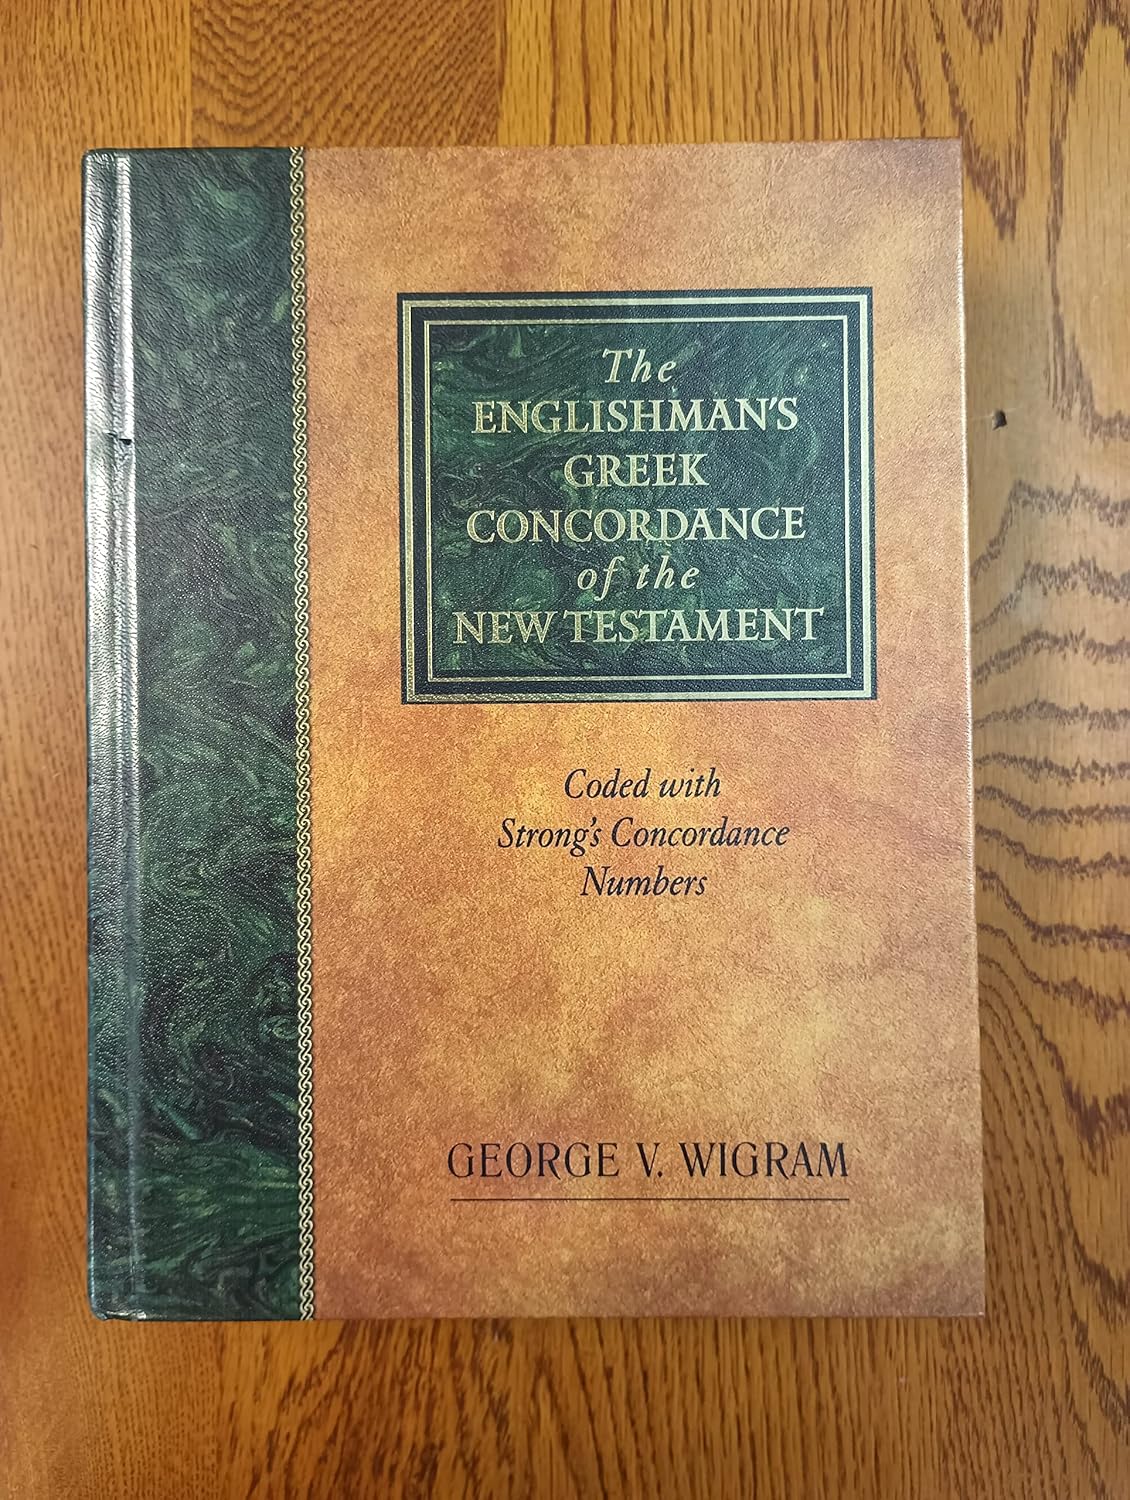 The
ENGLISHMAN'S
GREEK
CONCORDANCE
of the
NEW TESTAMENT
Coded with
Strong's Concordance
Numbers
GEORGE V. WIGRAM